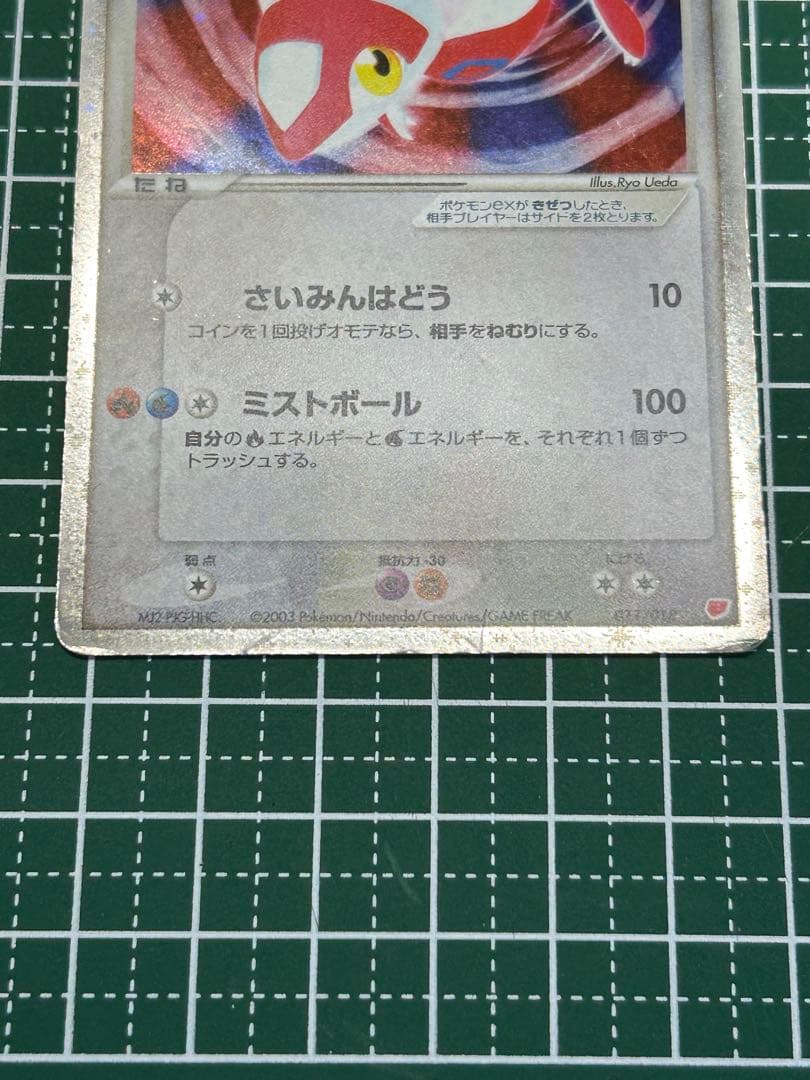 たね
Illus.Ryo Ueda
ポケモンexが きぜつしたとき、
相手プレイヤーはサイドを2枚とります。
さいみんはどう 10
コインを1回投げオモテなら、相手をねむりにする。
ミストボール 100
自分のエネルギーとエネルギーを、それぞれ1個ずつ
トラッシュする。
弱点 抵抗力 -30 にげる
©2003 Pokémon/Nintendo/Creatures/GAME FREAK